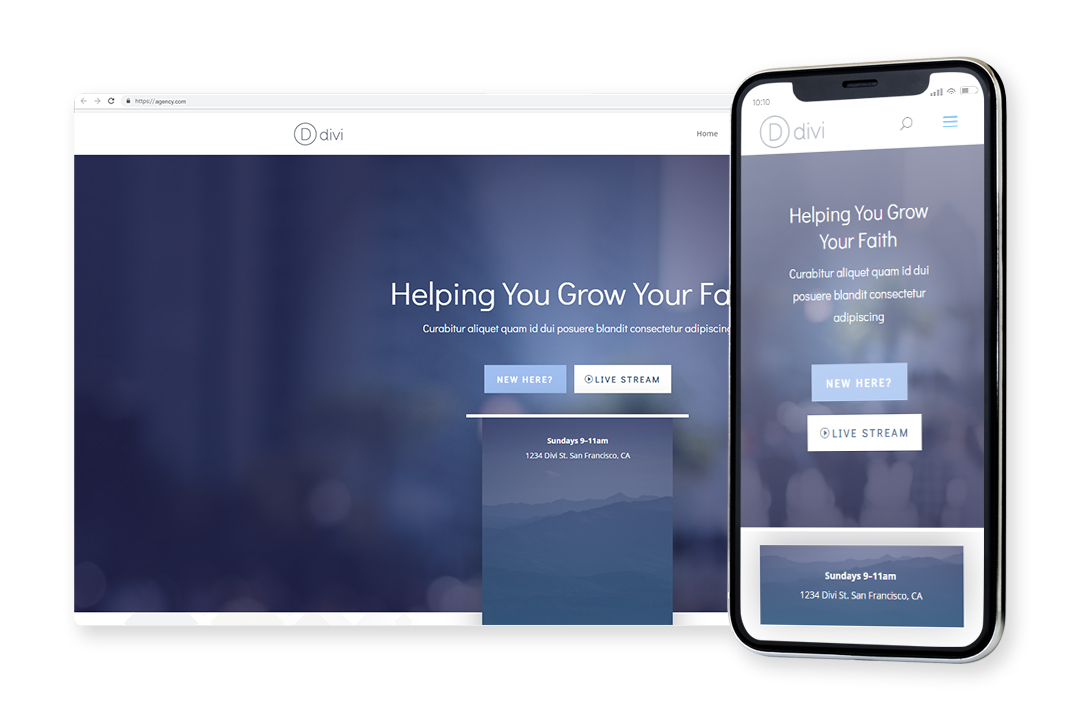 https://agency.com
D divi
Home
Helping You Grow Your Fa
Curabitur aliquet quam id dui posuere blandit consectetur adipiscing
NEW HERE?
LIVE STREAM
Sundays 9–11am
1234 Divi St. San Francisco, CA
10:10
D divi
Helping You Grow
Your Faith
Curabitur aliquet quam id dui
posuere blandit consectetur
adipiscing
NEW HERE?
LIVE STREAM
Sundays 9–11am
1234 Divi St. San Francisco, CA